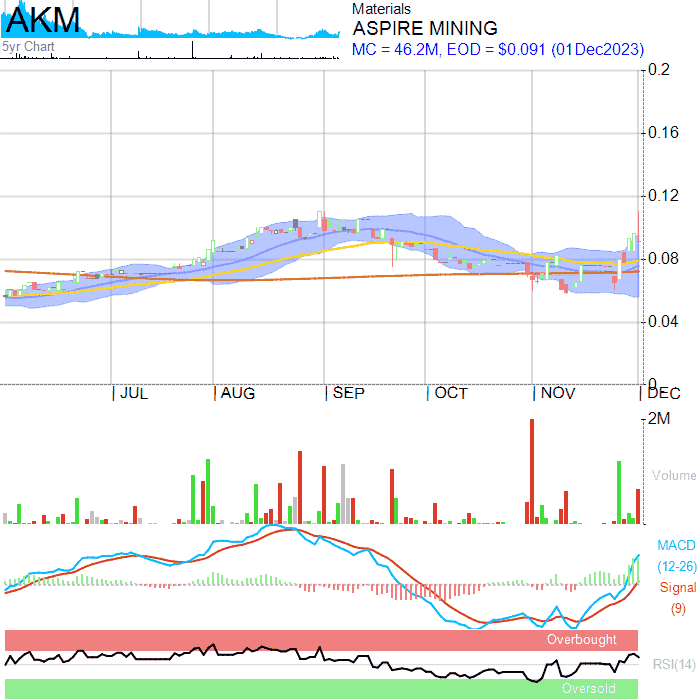 AKM
5yr Chart
Materials
ASPIRE MINING
MC = 46.2M, EOD = $0.091 (01Dec2023)
0.2
0.16
0.12
0.08
0.04
0
JUL AUG SEP OCT NOV DEC
2M
Volume
MACD
(12-26)
Signal
(9)
Overbought
RSI(14)
Oversold